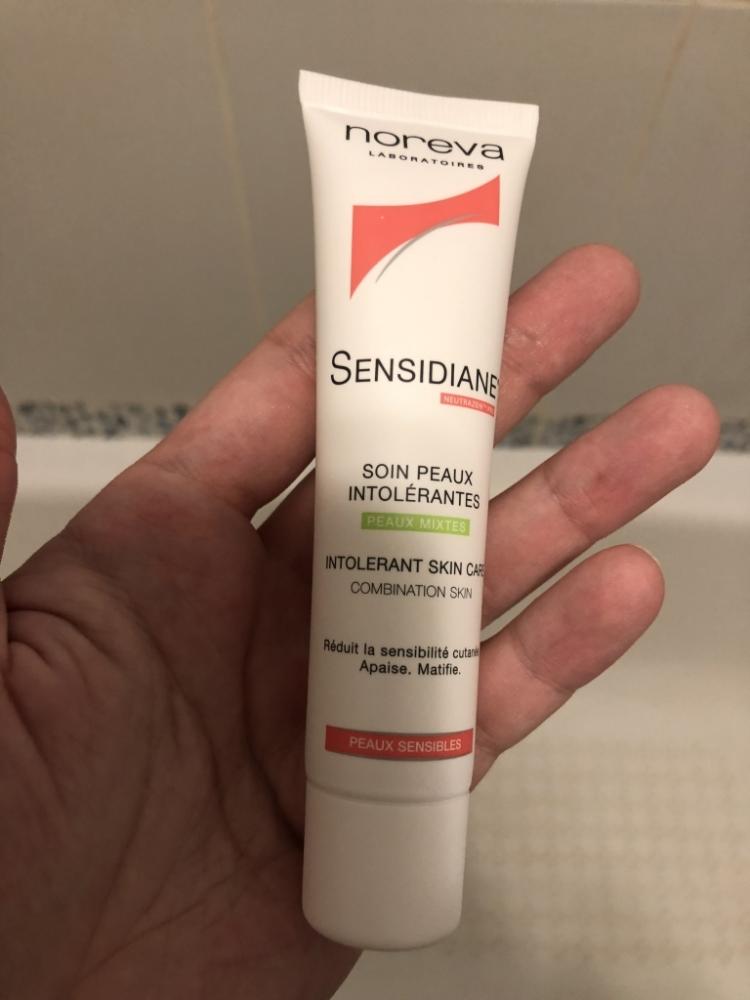 noreva
LABORATOIRES
SENSIDIANE
SOIN PEAUX
INTOLÉRANTES
PEAUX MIXTES
INTOLERANT SKIN CARE
COMBINATION SKIN
Réduit la sensibilité
Apaise. Matifie.
PEAUX SENSIBLES